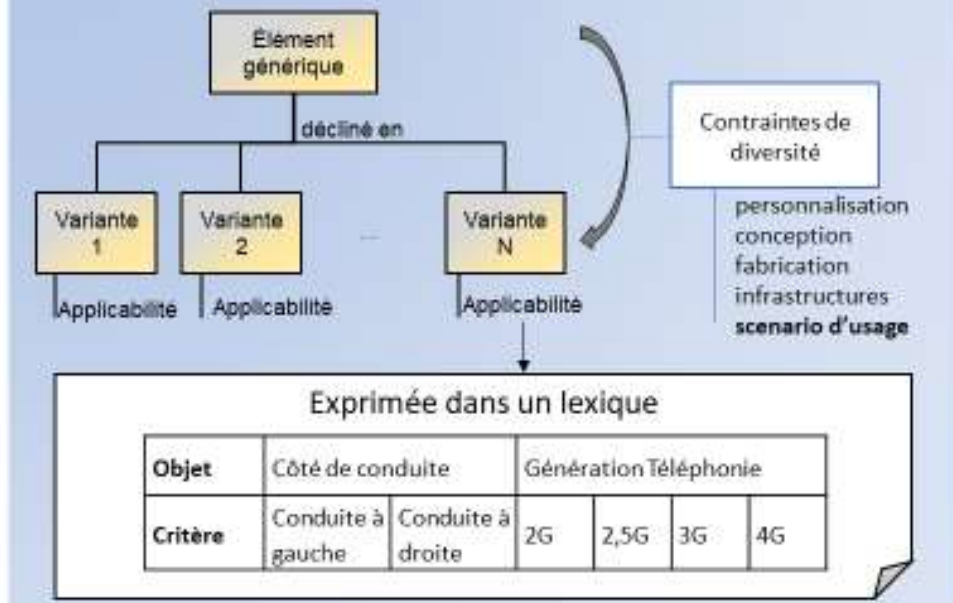 Élément
générique
décliné en
Contraintes de
diversité
Variante
1
Variante
2
...
Variante
N
personnalisation
conception
fabrication
infrastructures
scenario d'usage
Applicabilité
Applicabilité
Applicabilité
Exprimée dans un lexique
Objet Côté de conduite Génération Téléphonie
Critère Conduite à gauche Conduite à droite 2G 2,5G 3G 4G